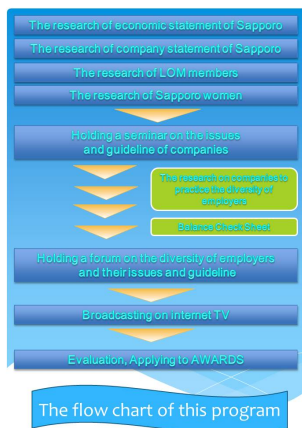 The research of economic statement of Sapporo
The research of company statement of Sapporo
The research of LOM members
The research of Sapporo women
Holding a seminar on the issues
and guideline of companies
The research on companies to
practice the diversity of
employers
Balance Check Sheet
Holding a forum on the diversity of employers
and their issues and guideline
Broadcasting on internet TV
Evaluation, Applying to AWARDS
The flow chart of this program